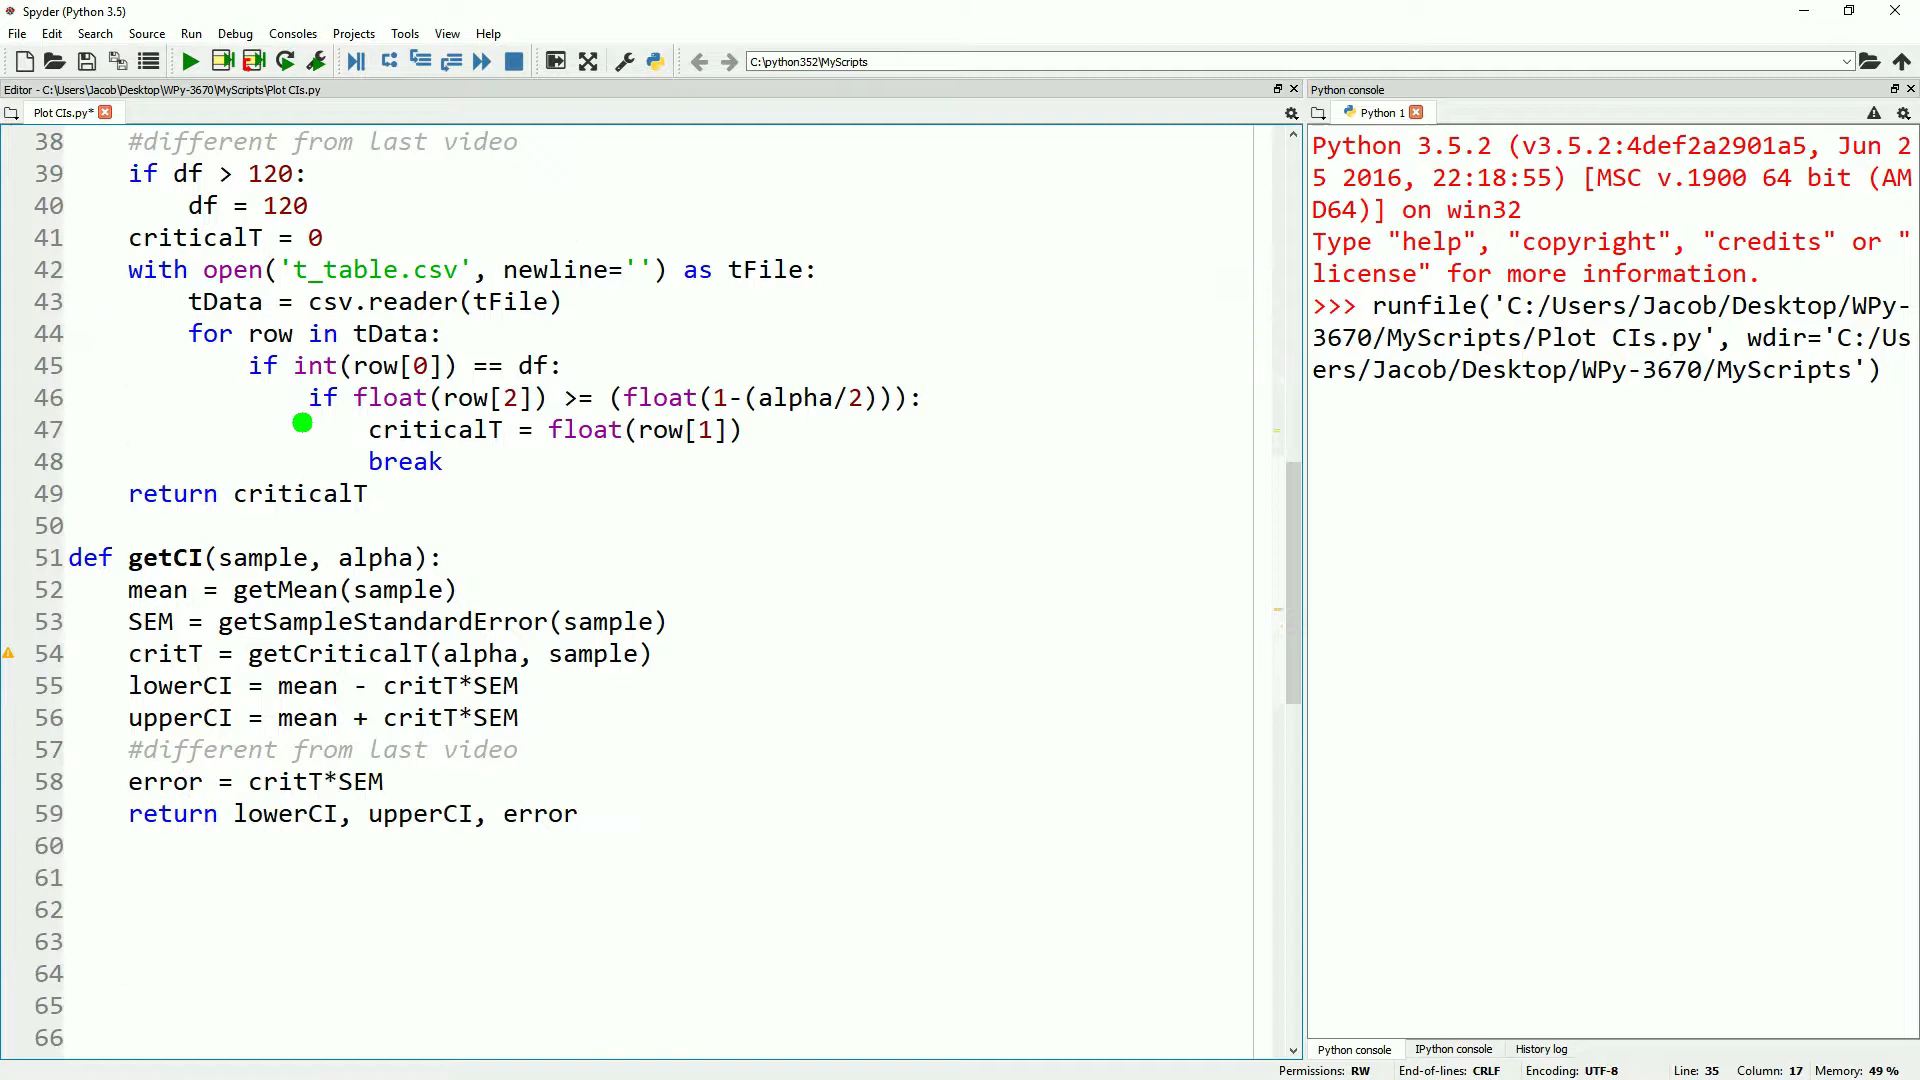 Spyder (Python 3.5)
File Edit Search Source Run Debug Consoles Projects Tools View Help
C:\python352\MyScripts
Editor - C:\Users\Jacob\Desktop\WPy-3670\MyScripts\Plot CIs.py
Plot CIs.py*
38 #different from last video
39 if df > 120:
40 df = 120
41 criticalT = 0
42 with open('t_table.csv', newline='') as tFile:
43 tData = csv.reader(tFile)
44 for row in tData:
45 if int(row[0]) == df:
46 if float(row[2]) >= (float(1-(alpha/2))):
47 criticalT = float(row[1])
48 break
49 return criticalT
50
51 def getCI(sample, alpha):
52 mean = getMean(sample)
53 SEM = getSampleStandardError(sample)
54 critT = getCriticalT(alpha, sample)
55 lowerCI = mean - critT*SEM
56 upperCI = mean + critT*SEM
57 #different from last video
58 error = critT*SEM
59 return lowerCI, upperCI, error
60
61
62
63
64
65
66
Python console
Python 1
Python 3.5.2 (v3.5.2:4def2a2901a5, Jun 2
5 2016, 22:18:55) [MSC v.1900 64 bit (AM
D64)] on win32
Type "help", "copyright", "credits" or "
license" for more information.
>>> runfile('C:/Users/Jacob/Desktop/WPy-
3670/MyScripts/Plot CIs.py', wdir='C:/Us
ers/Jacob/Desktop/WPy-3670/MyScripts')
Python console IPython console History log
Permissions: RW End-of-lines: CRLF Encoding: UTF-8 Line: 35 Column: 17 Memory: 49 %